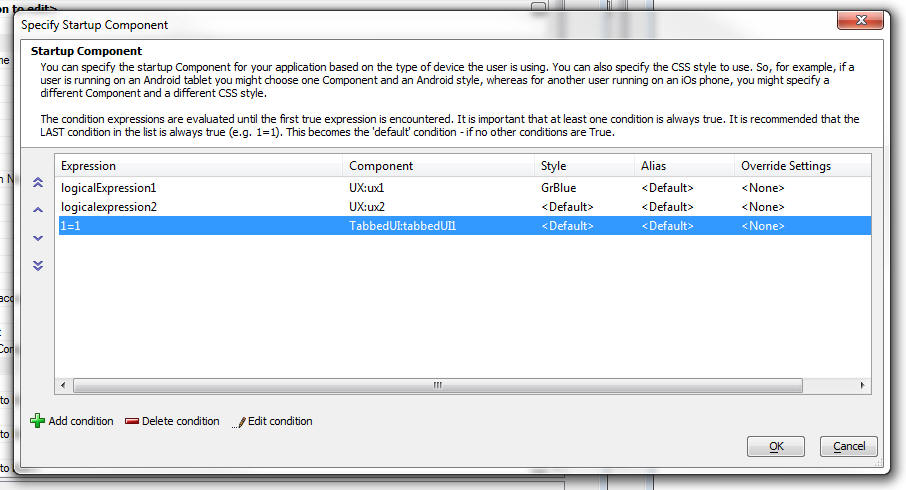 on to edit>
Specify Startup Component
Startup Component
You can specify the startup Component for your application based on the type of device the user is using. You can also specify the CSS style to use. So, for example, if a
user is running on an Android tablet you might choose one Component and an Android style, whereas for another user running on an iOs phone, you might specify a
different Component and a different CSS style.
The condition expressions are evaluated until the first true expression is encountered. It is important that at least one condition is always true. It is recommended that the
LAST condition in the list is always true (e.g. 1=1). This becomes the 'default' condition - if no other conditions are True.
Expression Component Style Alias Override Settings
logicalExpression1 UX:ux1 GrBlue <Default> <None>
logicalexpression2 UX:ux2 <Default> <Default> <None>
1=1 TabbedUI:tabbedUI1 <Default> <Default> <None>
Add condition Delete condition Edit condition
OK Cancel